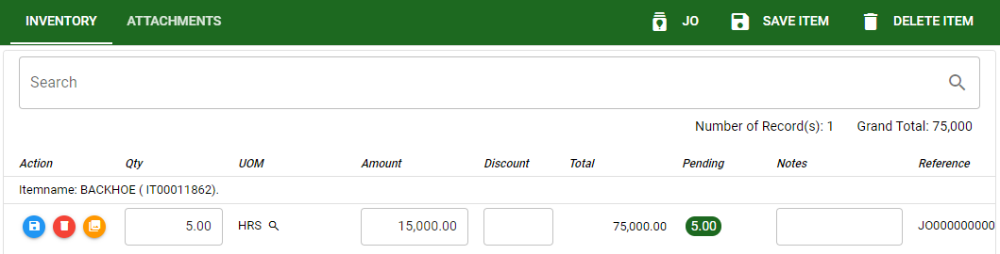 INVENTORY ATTACHMENTS JO SAVE ITEM DELETE ITEM
Search
Number of Record(s): 1 Grand Total: 75,000
Action Qty UOM Amount Discount Total Pending Notes Reference
Itemname: BACKHOE ( IT00011862).
5.00 HRS 15,000.00 75,000.00 5.00 JO000000000